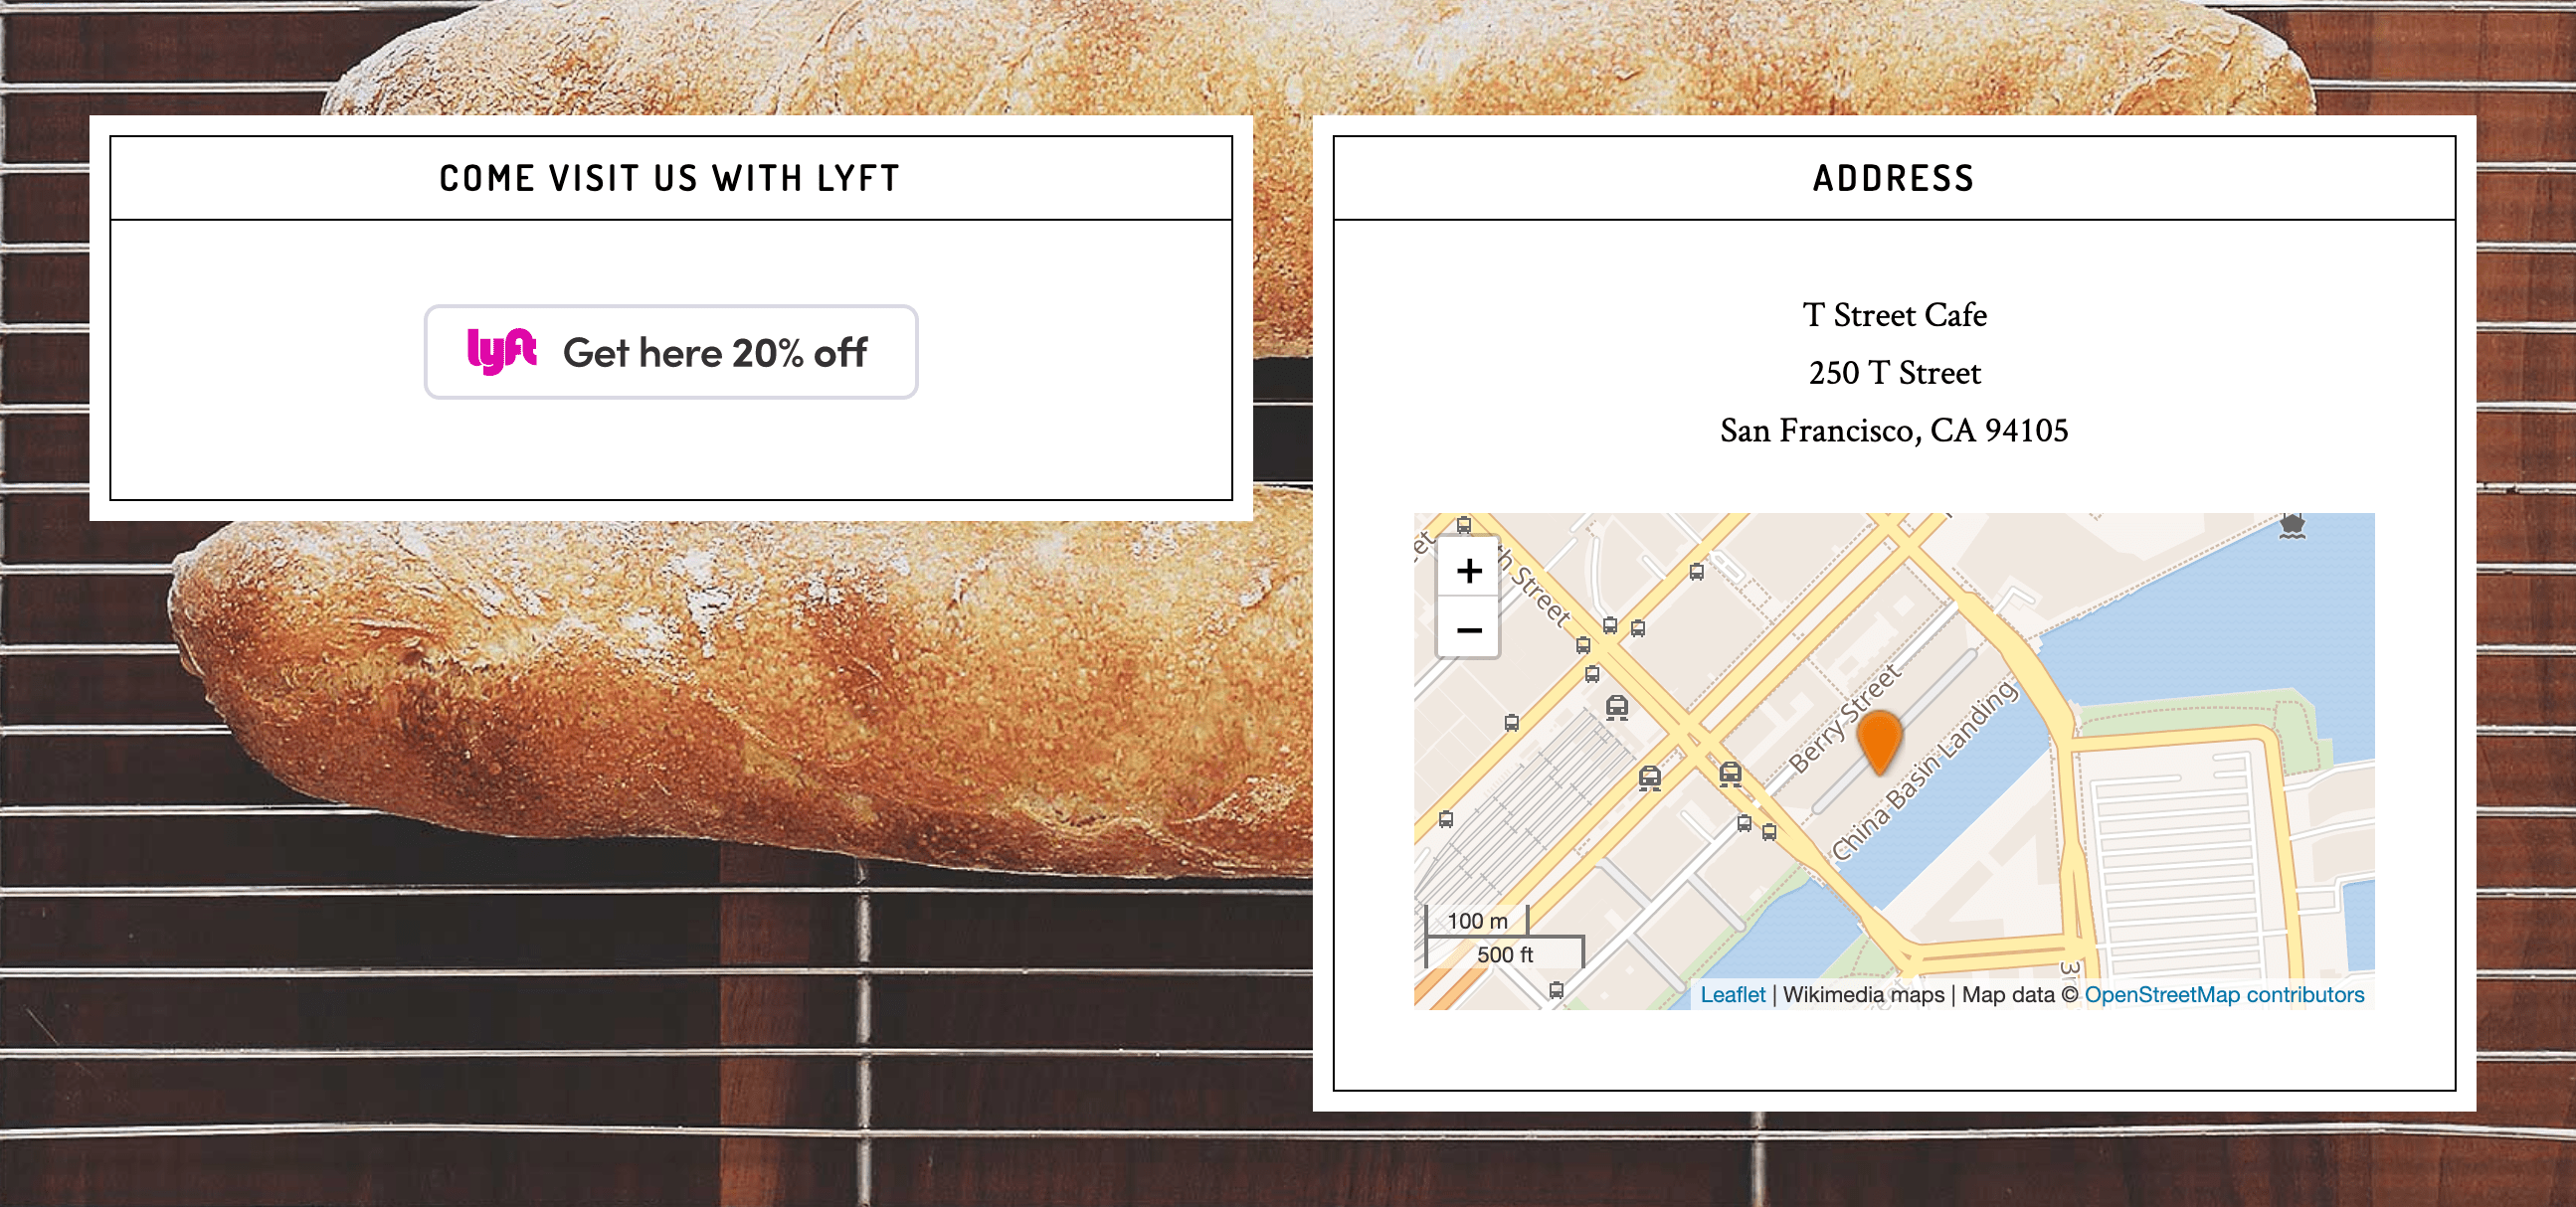 COME VISIT US WITH LYFT
lyft Get here 20% off
ADDRESS
T Street Cafe
250 T Street
San Francisco, CA 94105
+
−
th Street
Berry Street
China Basin Landing
100 m
500 ft
Leaflet | Wikimedia maps | Map data © OpenStreetMap contributors